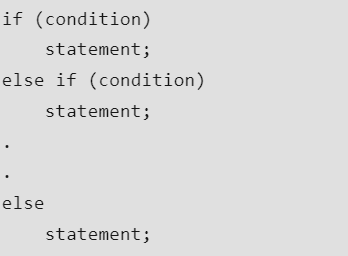 if (condition)
    statement;
else if (condition)
    statement;
.
.
else
    statement;